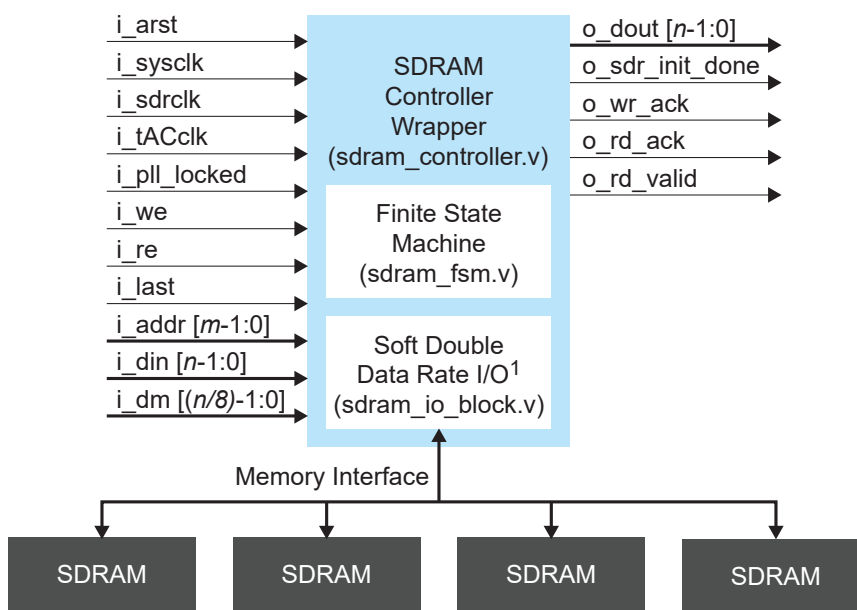 i_arst
i_sysclk
i_sdrclk
i_tACclk
i_pll_locked
i_we
i_re
i_last
i_addr [m-1:0]
i_din [n-1:0]
i_dm [(n/8)-1:0]
SDRAM
Controller
Wrapper
(sdram_controller.v)
Finite State
Machine
(sdram_fsm.v)
Soft Double
Data Rate I/O¹
(sdram_io_block.v)
o_dout [n-1:0]
o_sdr_init_done
o_wr_ack
o_rd_ack
o_rd_valid
Memory Interface
SDRAM
SDRAM
SDRAM
SDRAM